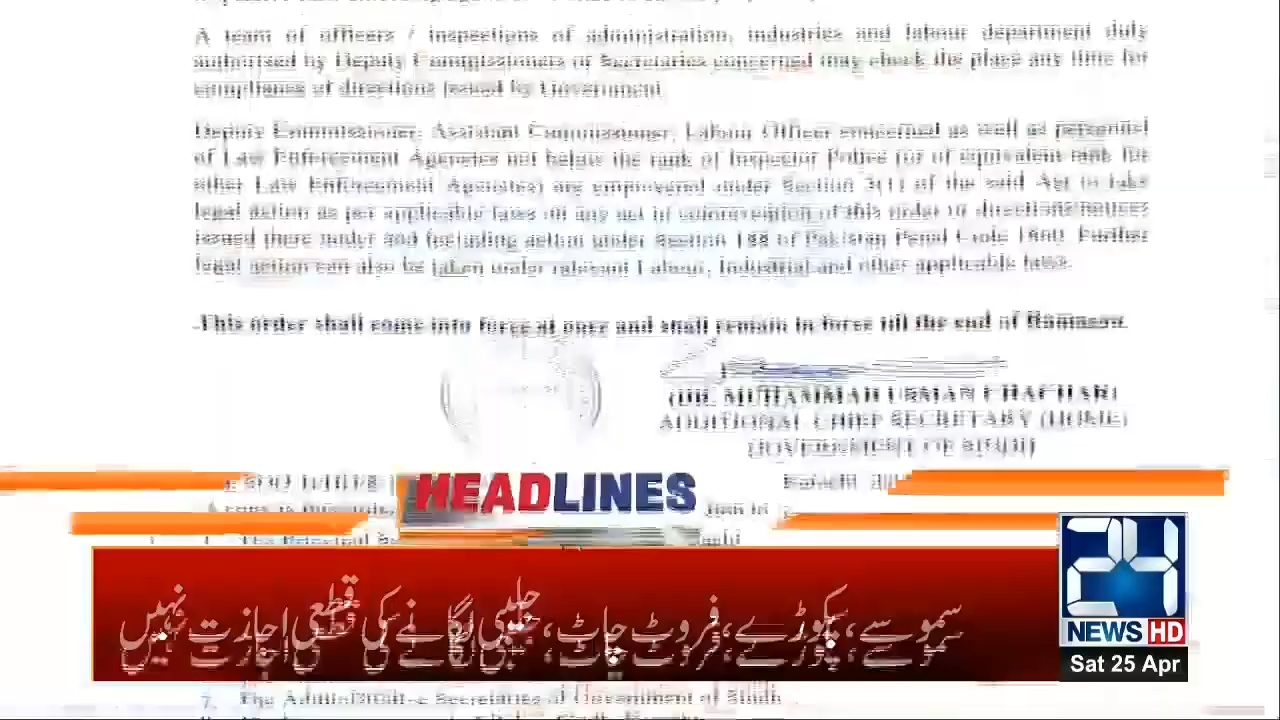 A team of officers / inspections of administration, industries and labour department duly
authorised by Deputy Commissioners or Secretaries concerned may check the place any time for
compliance of directions issued by Government.
Deputy Commissioner, Assistant Commissioner, Labour Officer concerned as well as personnel
of Law Enforcement Agencies not below the rank of Inspector Police (or of equivalent rank for
other Law Enforcement Agencies) are empowered under Section 3(1) of the said Act to take
legal action as per applicable laws on any act in contravention of this order or directions/notices
issued there under and including action under Section 188 of Pakistan Penal Code 1860. Further
legal action can also be taken under relevant Labour, Industrial and other applicable laws.
This order shall come into force at once and shall remain in force till the end of Ramazan.
(DR. MUHAMMAD USMAN CHACHAR)
ADDITIONAL CHIEF SECRETARY (HOME)
GOVERNMENT OF SINDH
HEADLINES
سموسے، پکوڑے، فروٹ چاٹ، جلیبی لگانے کی قطعی اجازت نہیں
24
NEWS HD
Sat 25 Apr
7. The Administrative Secretaries of Government of Sindh